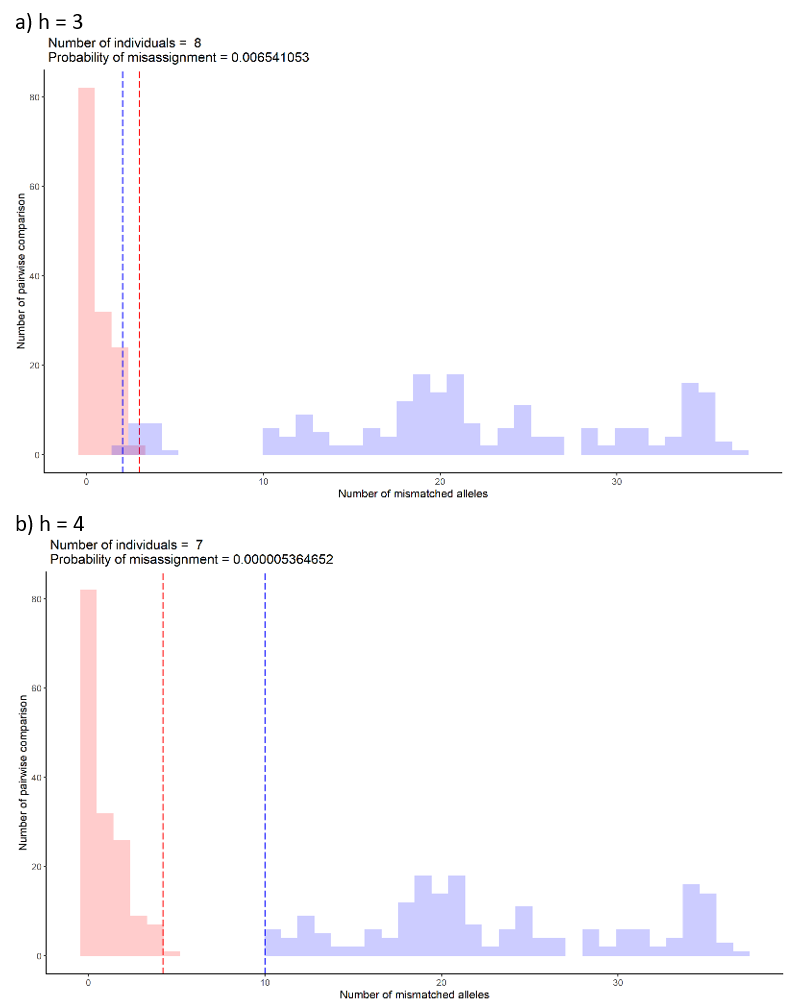 a) h = 3
Number of individuals = 8
Probability of misassignment = 0.006541053
80
60
40
20
0
Number of pairwise comparison
0 10 20 30
Number of mismatched alleles
b) h = 4
Number of individuals = 7
Probability of misassignment = 0.000005364652
80
60
40
20
0
Number of pairwise comparison
0 10 20 30
Number of mismatched alleles